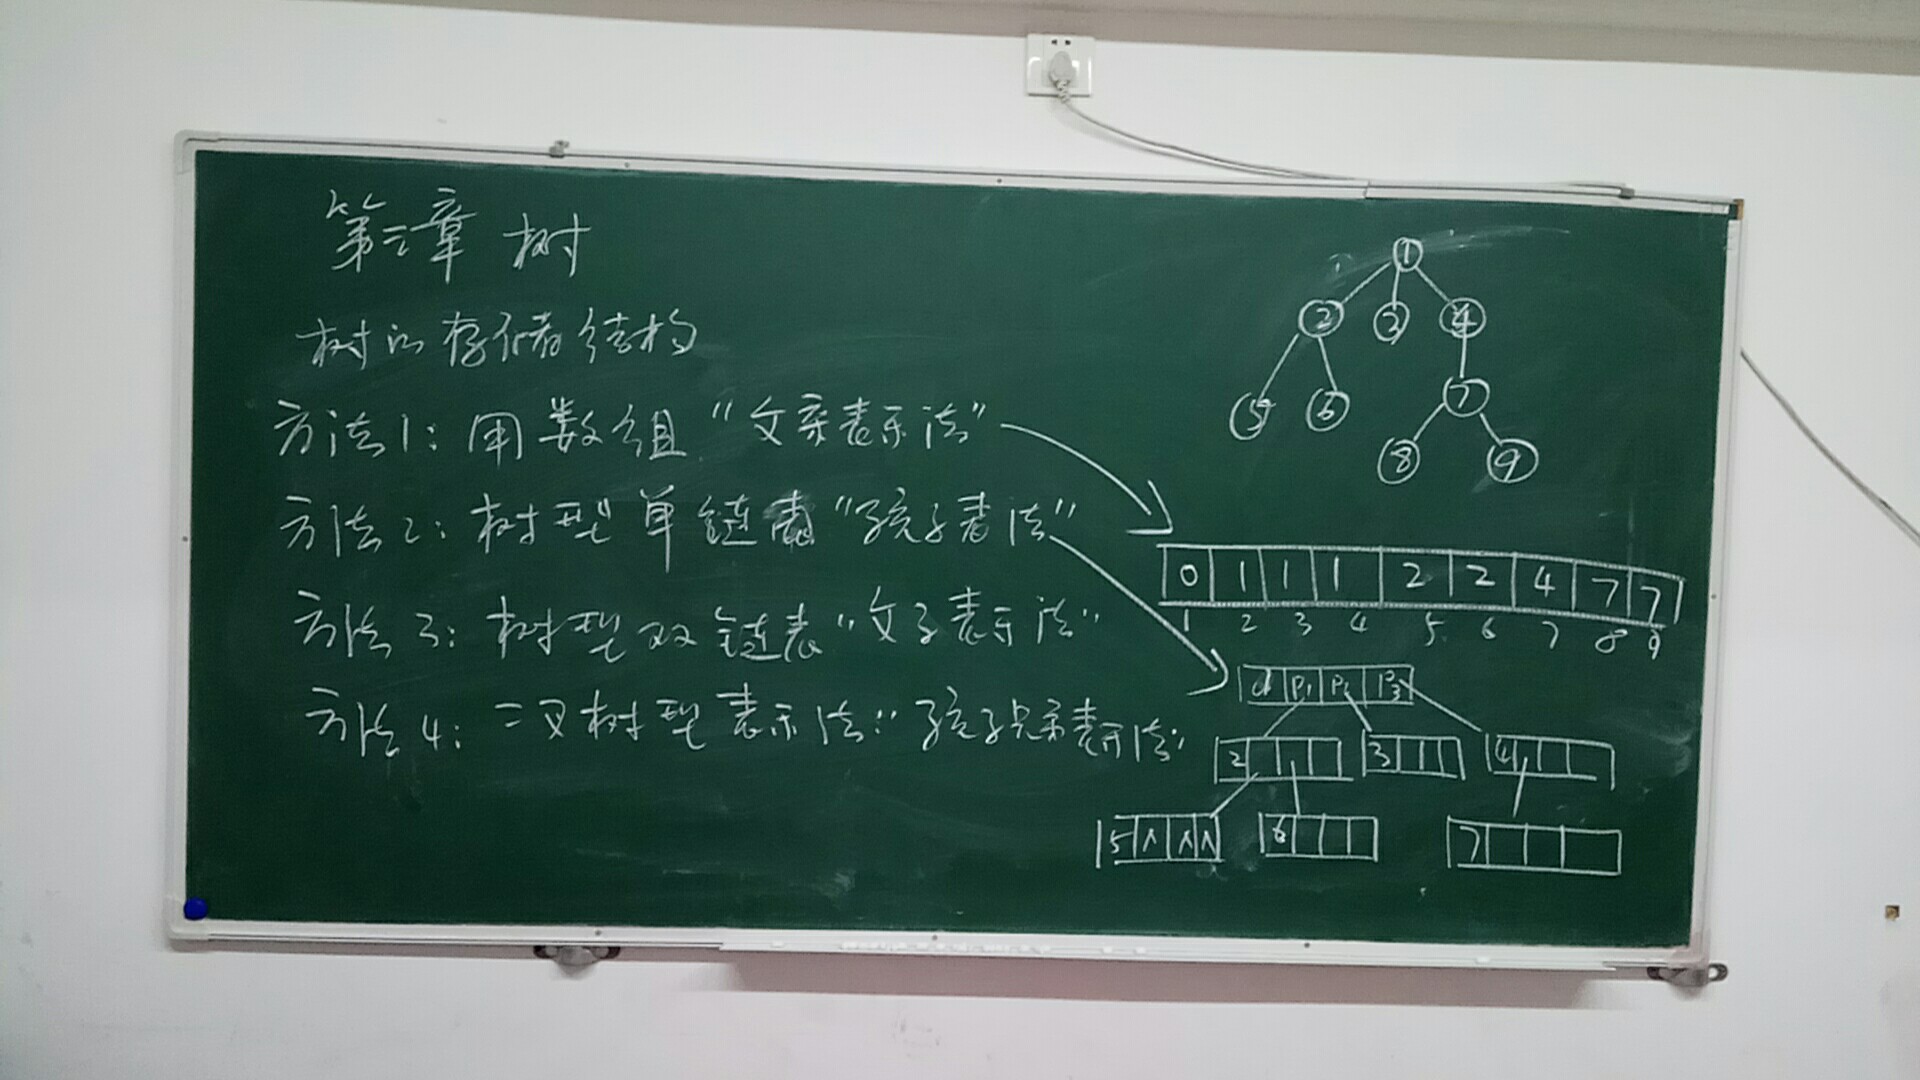 第三章 树
树的存储结构
方法1: 用数组 "父亲表示法"
方法2: 树型单链表 "孩子表法"
方法3: 树型双链表 "父子表示法"
方法4: 二叉树型表示法: "孩子兄弟表示法"
1
2 3 4
5 6 7
8 9
0 1 1 1 2 2 4 7 7
1 2 3 4 5 6 7 8 9
d P1 P2 P3
2 3 4
5 ∧ ∧ ∧ 6 7